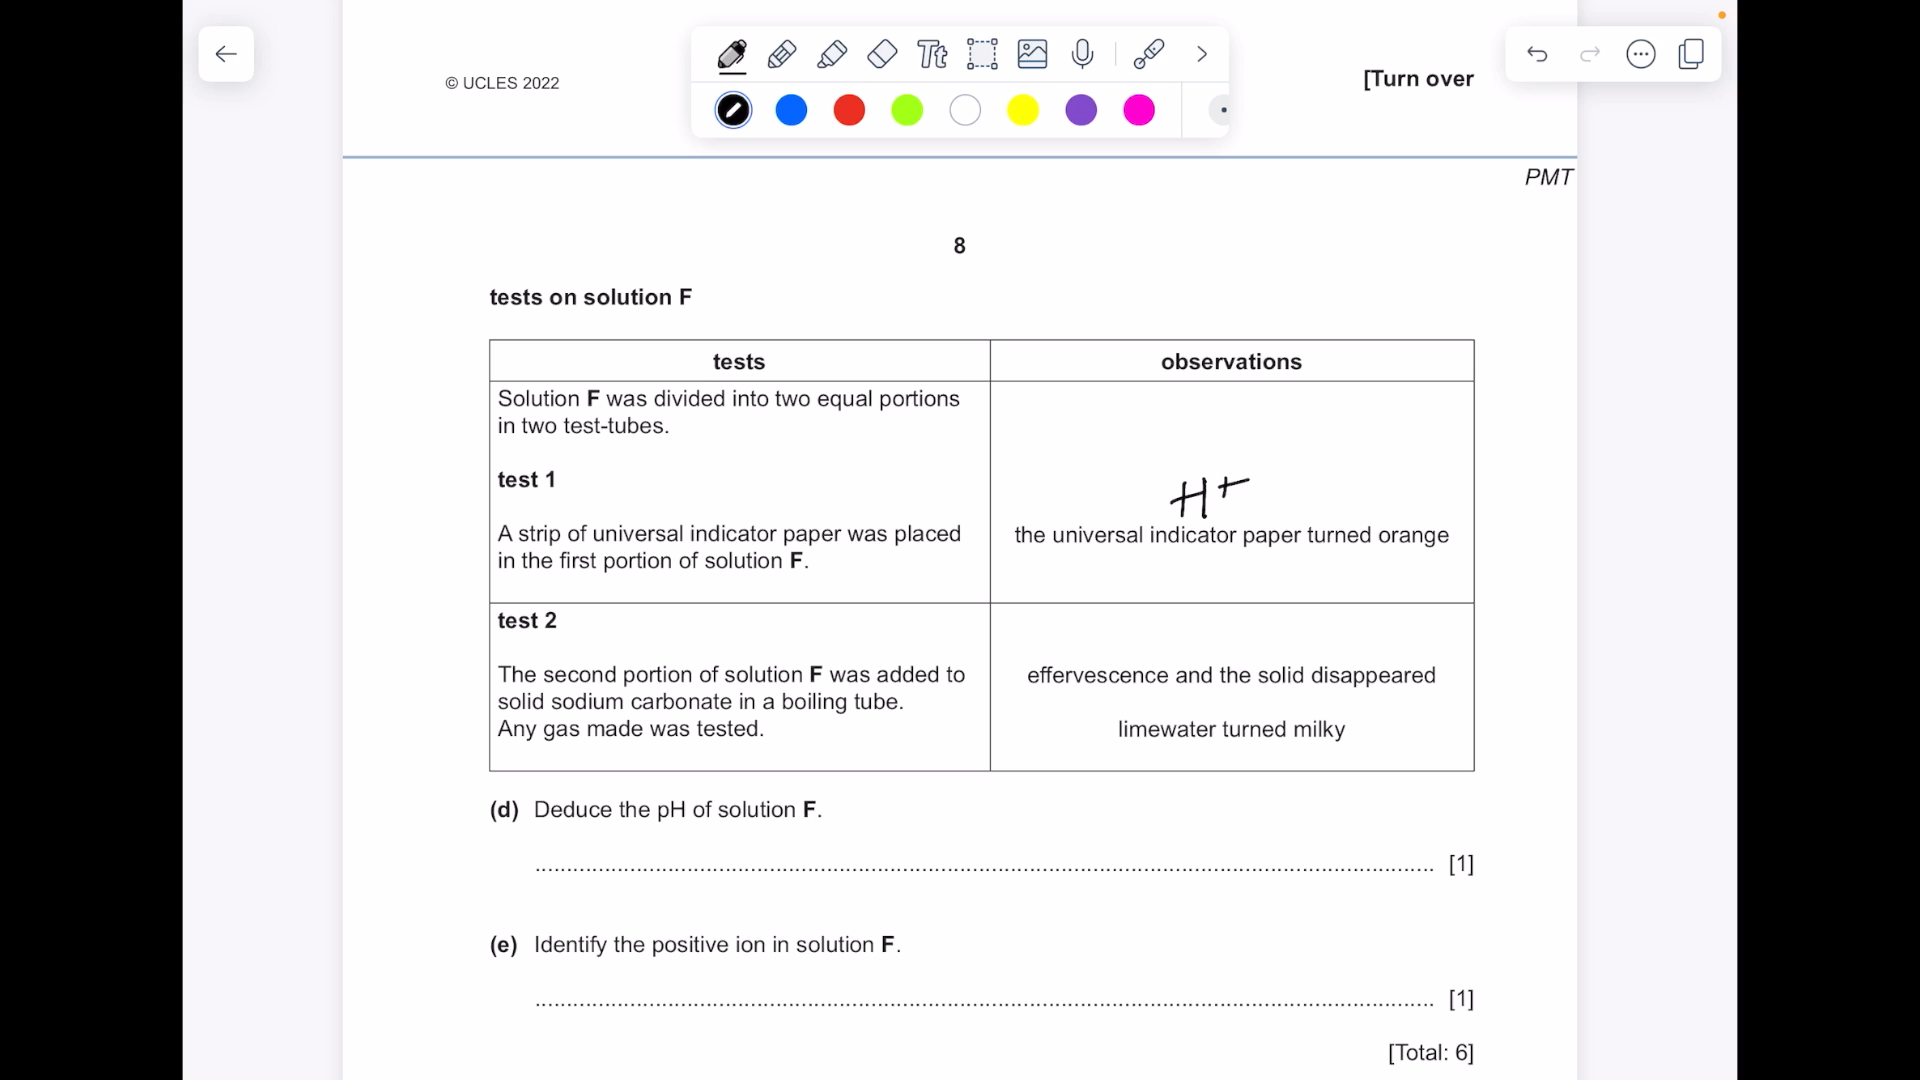 Tt
© UCLES 2022
[Turn over
PMT
8
tests on solution F
tests
observations
Solution F was divided into two equal portions
in two test-tubes.
test 1
A strip of universal indicator paper was placed
in the first portion of solution F.
H+
the universal indicator paper turned orange
test 2
The second portion of solution F was added to
solid sodium carbonate in a boiling tube.
Any gas made was tested.
effervescence and the solid disappeared
limewater turned milky
(d) Deduce the pH of solution F.
.......................................................................................................................................... [1]
(e) Identify the positive ion in solution F.
.......................................................................................................................................... [1]
[Total: 6]